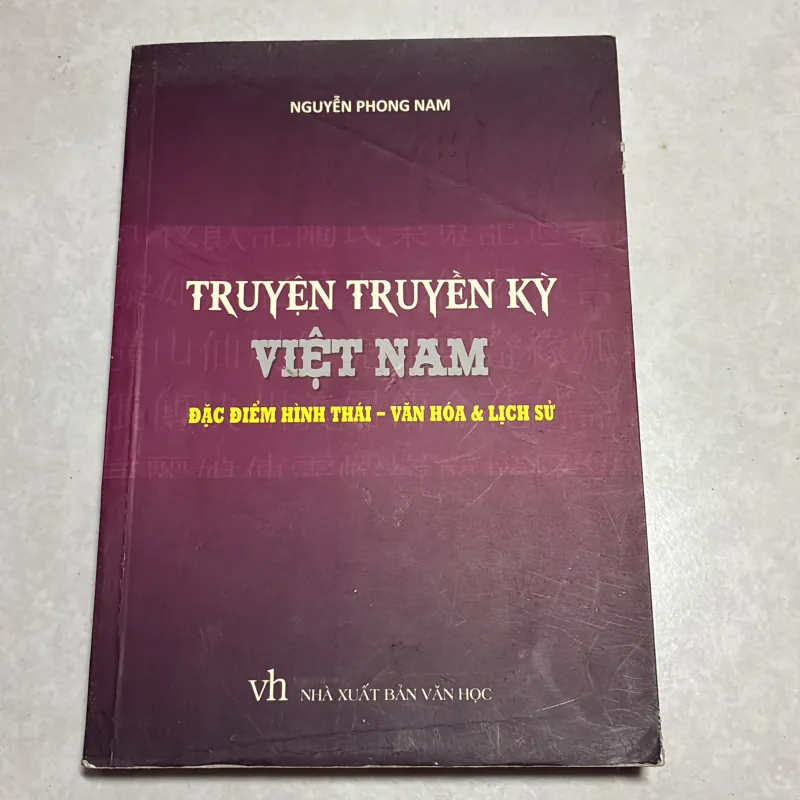 NGUYỄN PHONG NAM
TRUYỆN TRUYỀN KỲ
VIỆT NAM
ĐẶC ĐIỂM HÌNH THÁI – VĂN HÓA & LỊCH SỬ
vh NHÀ XUẤT BẢN VĂN HỌC